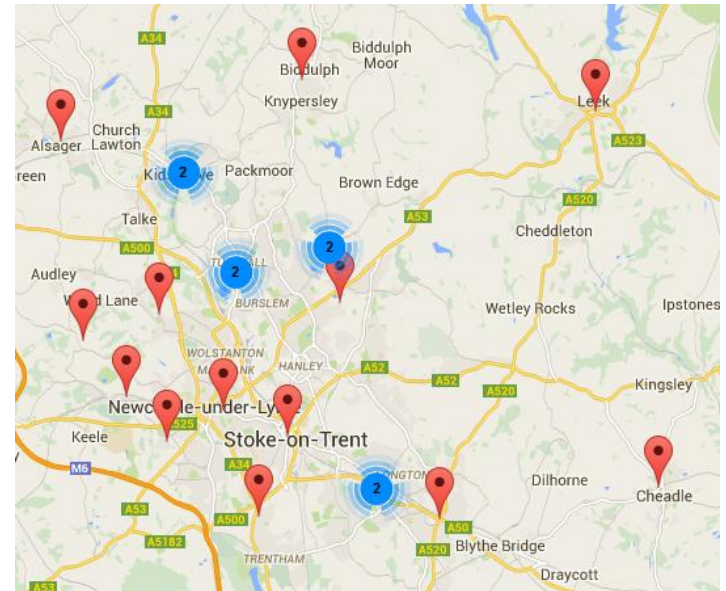 A34
Biddulph
Biddulph
Moor
Knypersley
Leek
A34
Alsager
Church
Lawton
A523
2
Packmoor
Brown Edge
A520
Talke
A53
Cheddleton
A500
2
Audley
2
BURSLEM
Wetley Rocks
Ipstones
WOLSTANTON
HANLEY
A52
A52
A520
Kingsley
Newcastle-under-Lyme
A525
Keele
Stoke-on-Trent
M6
A34
2
Dilhorne
Cheadle
A53
A500
A50
A5182
A520
Blythe Bridge
TRENTHAM
Draycott
A53